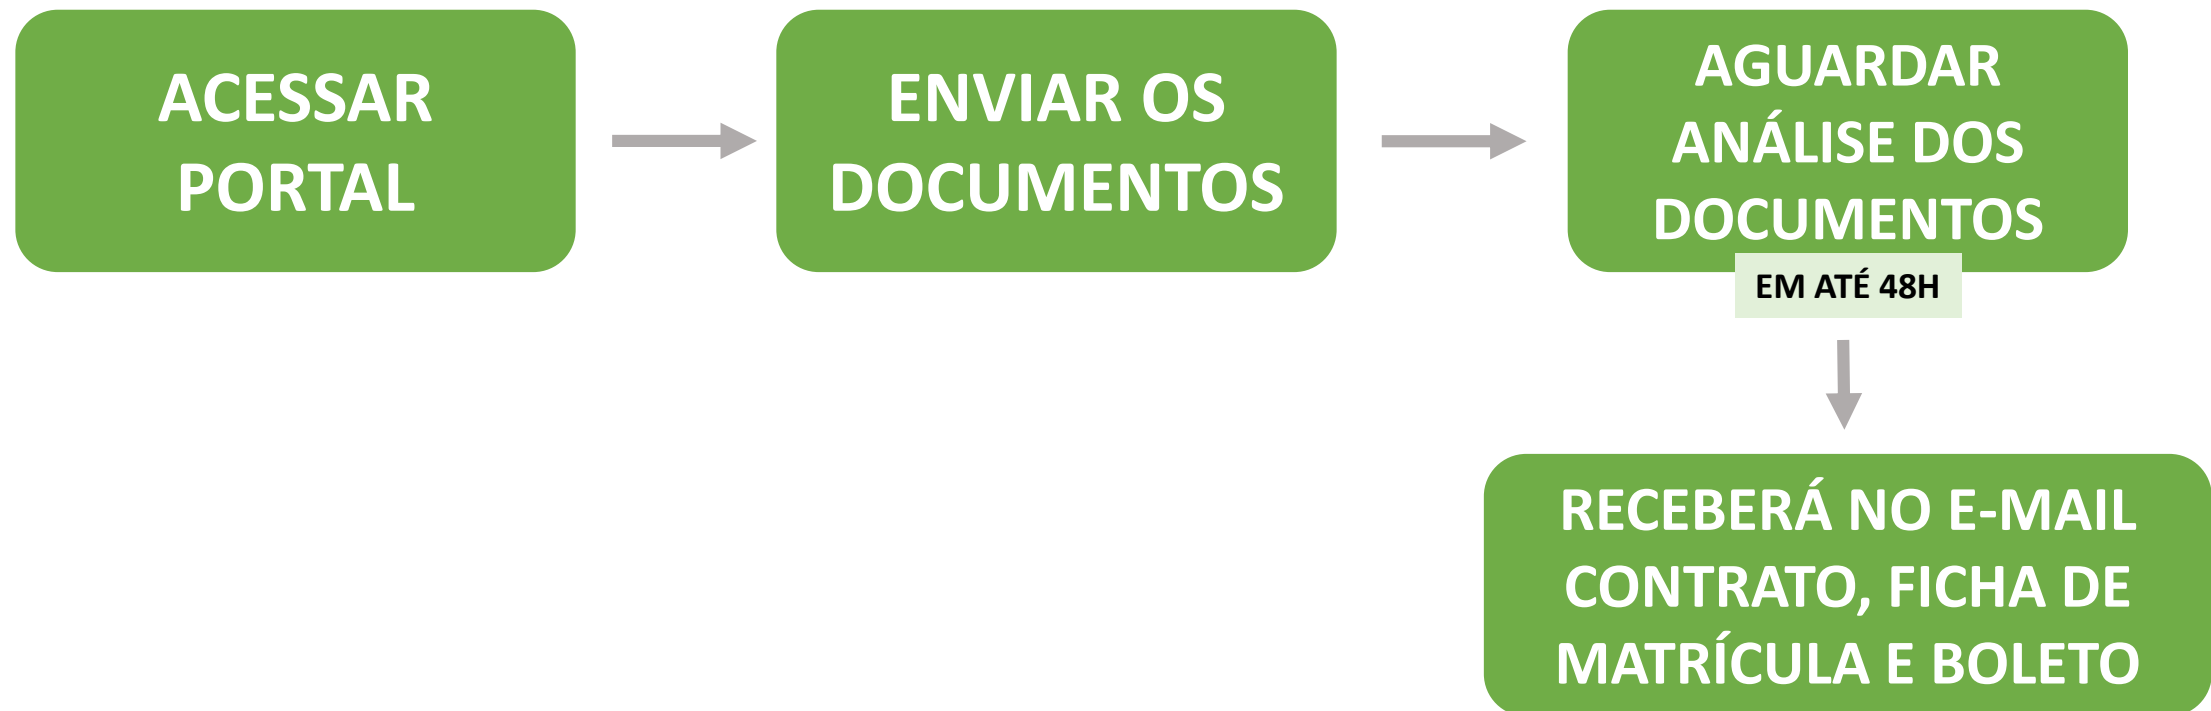 ACESSAR
PORTAL
ENVIAR OS
DOCUMENTOS
AGUARDAR
ANÁLISE DOS
DOCUMENTOS
EM ATÉ 48H
RECEBERÁ NO E-MAIL
CONTRATO, FICHA DE
MATRÍCULA E BOLETO